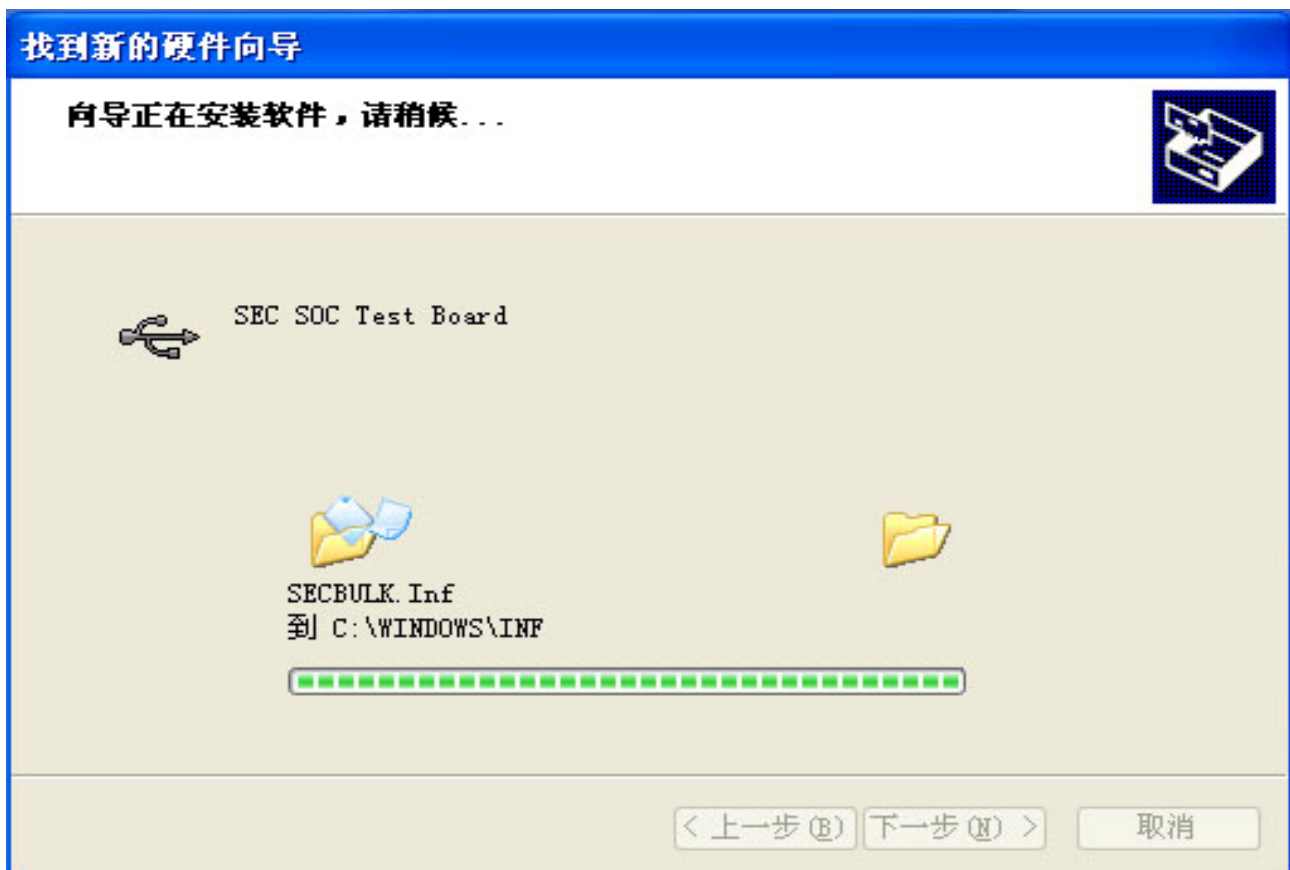 找到新的硬件向导
向导正在安装软件，请稍候...
SEC SOC Test Board
SECBULK.Inf
到 C:\WINDOWS\INF
< 上一步(B) 下一步(N) > 取消